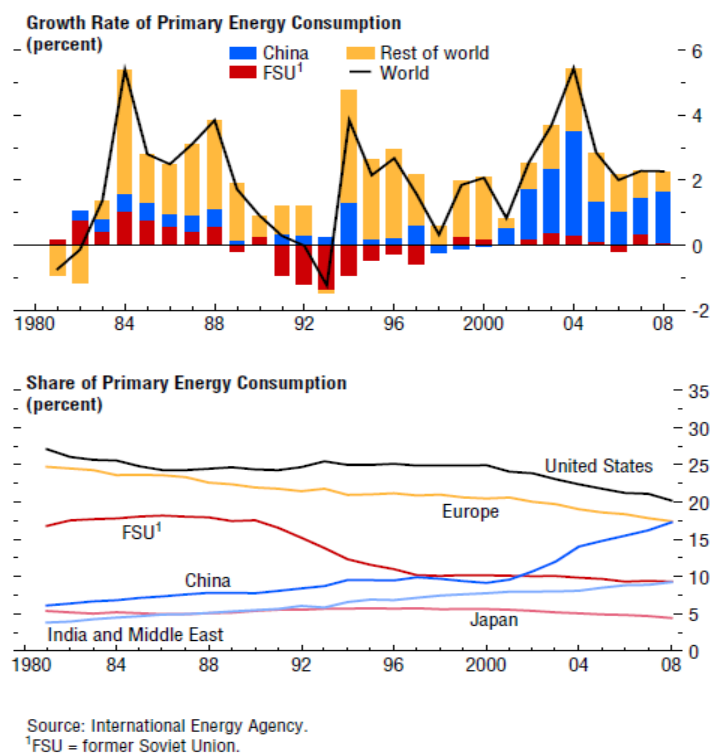 Growth Rate of Primary Energy Consumption
(percent)
China
Rest of world
FSU¹
World
6
4
2
0
-2
1980 84 88 92 96 2000 04 08
Share of Primary Energy Consumption
(percent)
35
30
25
20
15
10
5
0
United States
Europe
FSU¹
China
Japan
India and Middle East
1980 84 88 92 96 2000 04 08
Source: International Energy Agency.
¹FSU = former Soviet Union.